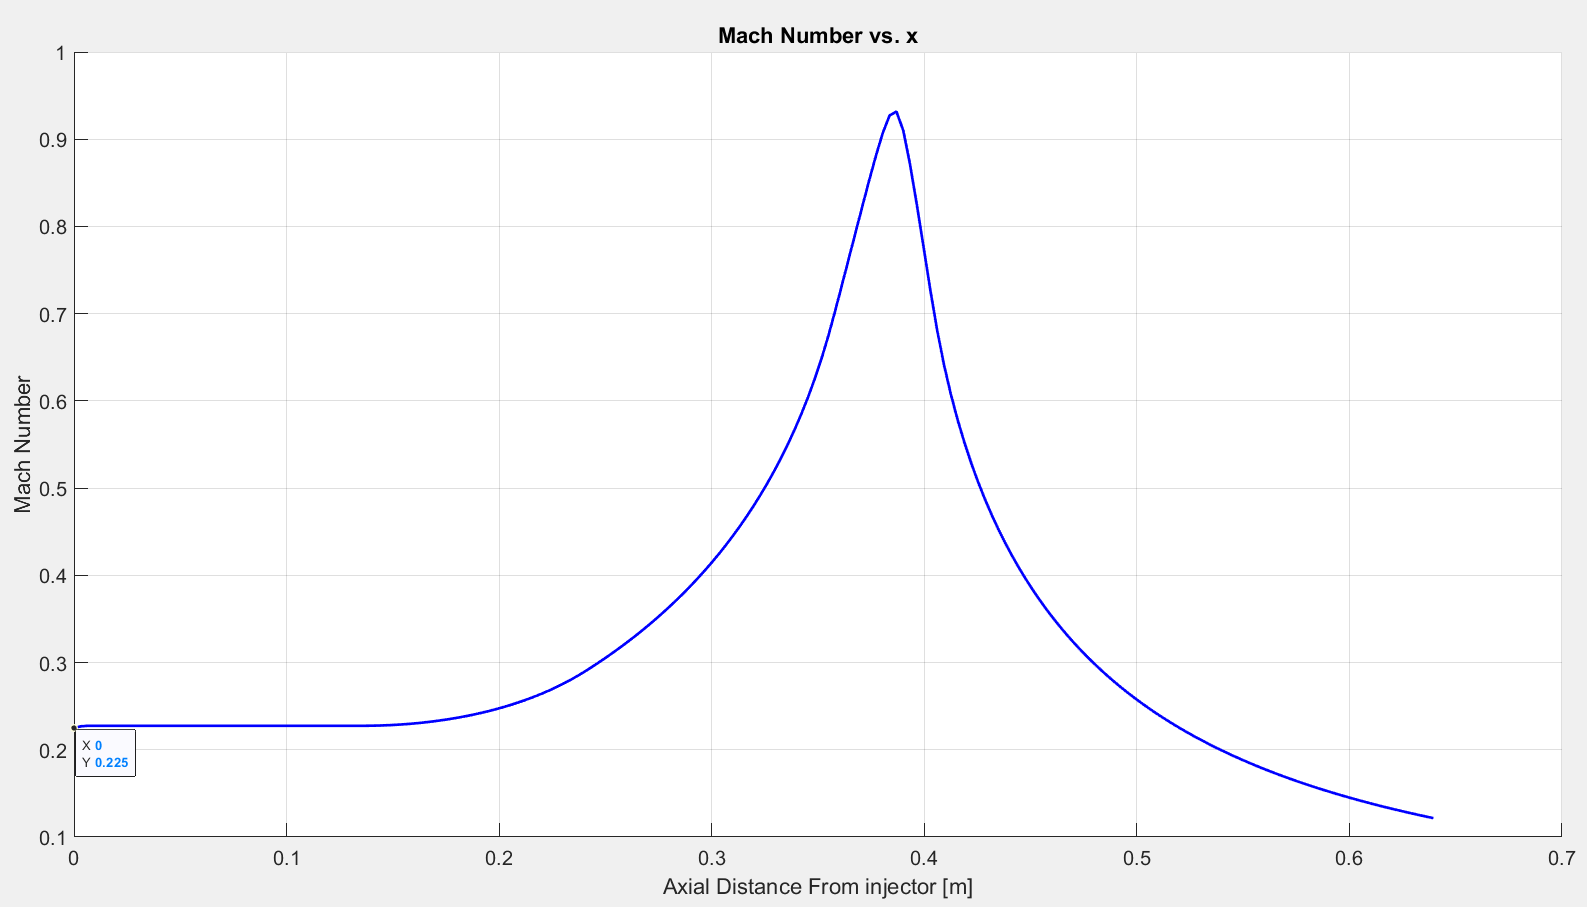 Mach Number vs. x
1
0.9
0.8
0.7
0.6
0.5
0.4
0.3
0.2
0.1
Mach Number
X 0
Y 0.225
0 0.1 0.2 0.3 0.4 0.5 0.6 0.7
Axial Distance From injector [m]